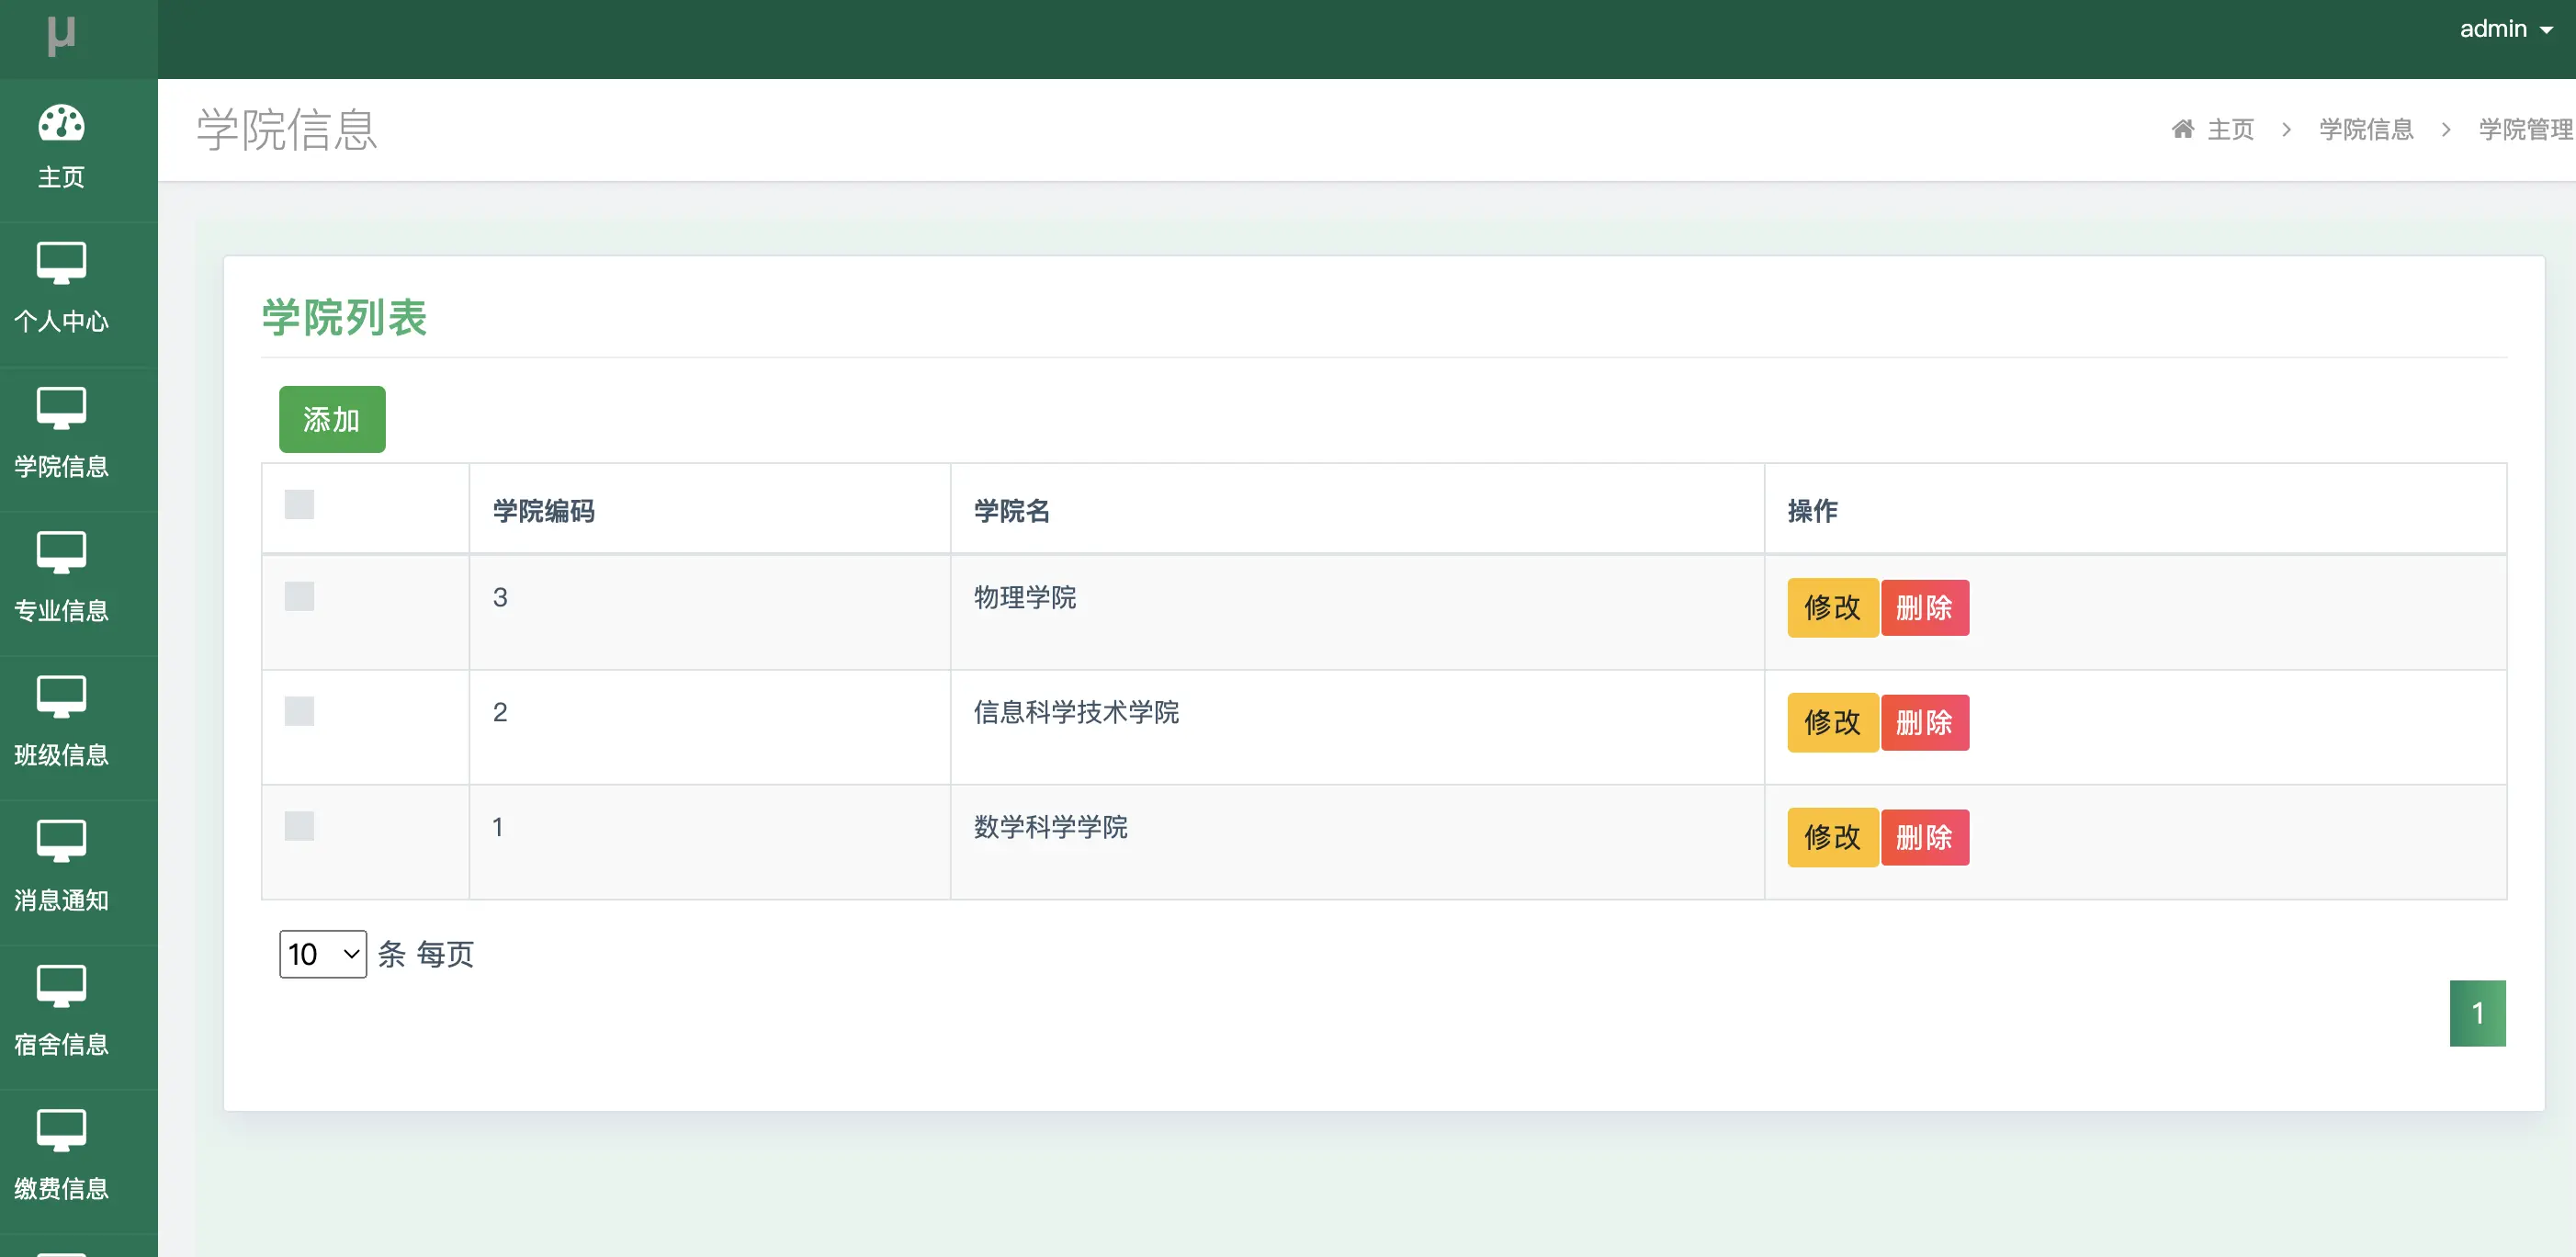 µ
admin
主页
个人中心
学院信息
专业信息
班级信息
消息通知
宿舍信息
缴费信息
学院信息
主页 > 学院信息 > 学院管理
学院列表
添加
学院编码 学院名 操作
3 物理学院 修改 删除
2 信息科学技术学院 修改 删除
1 数学科学学院 修改 删除
10 条 每页
1